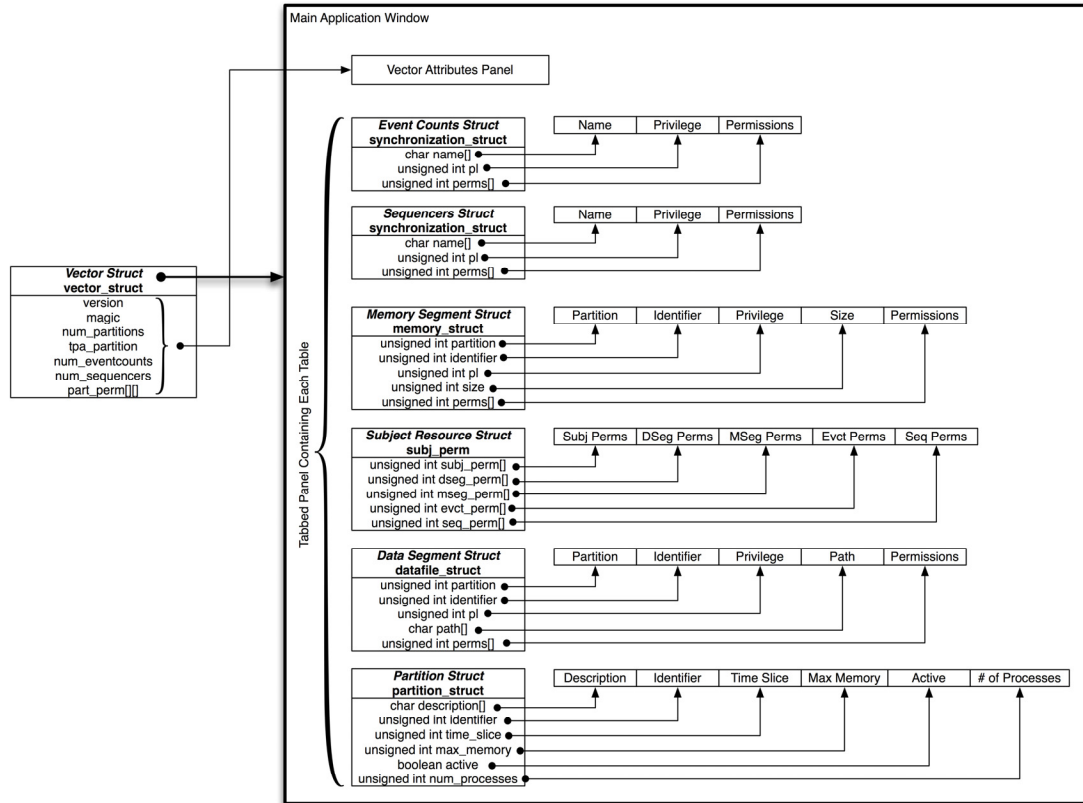 Main Application Window
Vector Attributes Panel
Tabbed Panel Containing Each Table
Vector Struct
vector_struct
version
magic
num_partitions
tpa_partition
num_eventcounts
num_sequencers
part_perm[][]
Event Counts Struct
synchronization_struct
char name[]
unsigned int pl
unsigned int perms[]
Name Privilege Permissions
Sequencers Struct
synchronization_struct
char name[]
unsigned int pl
unsigned int perms[]
Name Privilege Permissions
Memory Segment Struct
memory_struct
unsigned int partition
unsigned int identifier
unsigned int pl
unsigned int size
unsigned int perms[]
Partition Identifier Privilege Size Permissions
Subject Resource Struct
subj_perm
unsigned int subj_perm[]
unsigned int dseg_perm[]
unsigned int mseg_perm[]
unsigned int evct_perm[]
unsigned int seq_perm[]
Subj Perms DSeg Perms MSeg Perms Evct Perms Seq Perms
Data Segment Struct
datafile_struct
unsigned int partition
unsigned int identifier
unsigned int pl
char path[]
unsigned int perms[]
Partition Identifier Privilege Path Permissions
Partition Struct
partition_struct
char description[]
unsigned int identifier
unsigned int time_slice
unsigned int max_memory
boolean active
unsigned int num_processes
Description Identifier Time Slice Max Memory Active # of Processes